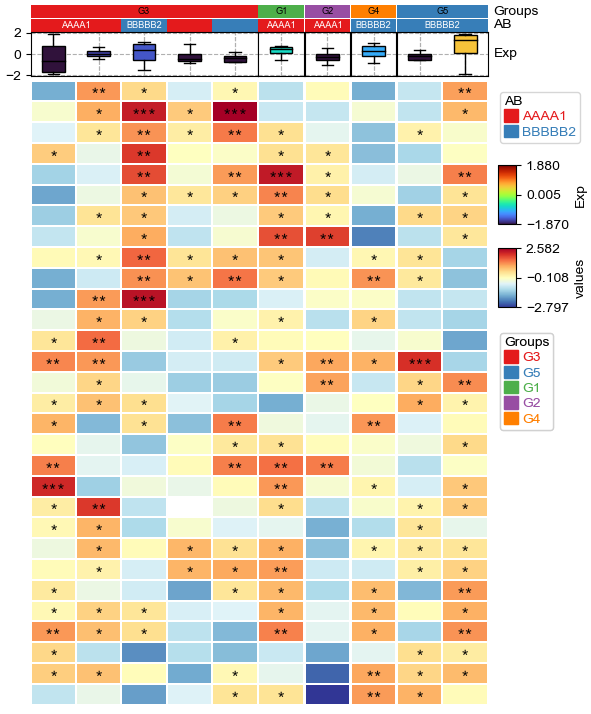 G3 G1 G2 G4 G5 Groups
AAAA1 BBBBB2 AAAA1 AAAA1 BBBBB2 BBBBB2 AB
2
0
−2
Exp
AB
AAAA1
BBBBB2
1.880
0.005
−1.870
Exp
2.582
−0.108
−2.797
values
Groups
G3
G5
G1
G2
G4